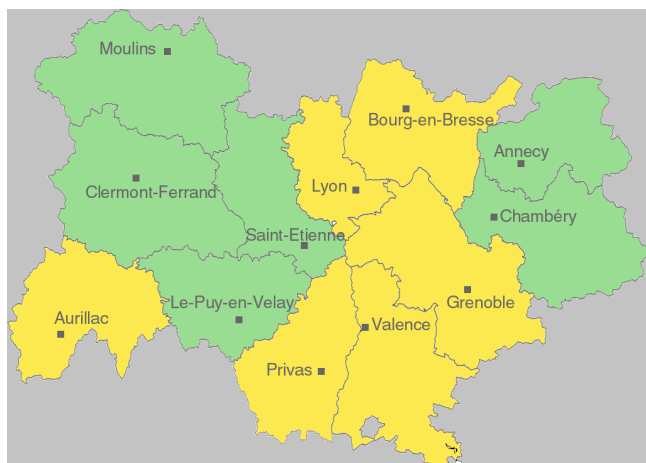 Moulins
Bourg-en-Bresse
Annecy
Clermont-Ferrand
Lyon
Chambéry
Saint-Etienne
Le-Puy-en-Velay
Grenoble
Aurillac
Valence
Privas